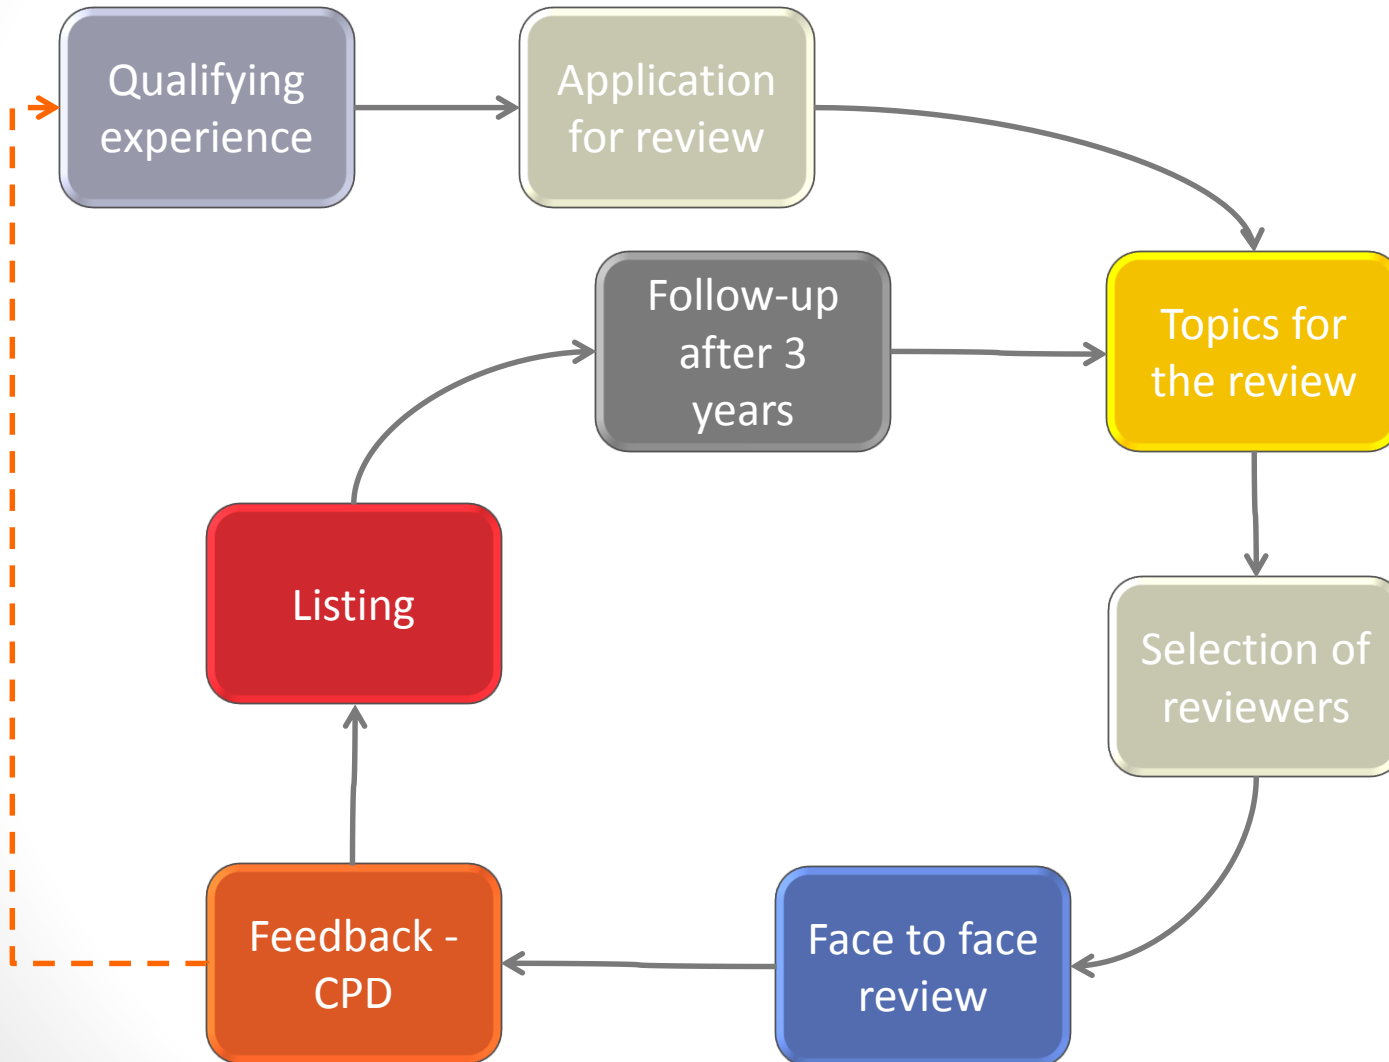 Qualifying
experience
Application
for review
Follow-up
after 3
years
Topics for
the review
Listing
Selection of
reviewers
Feedback -
CPD
Face to face
review